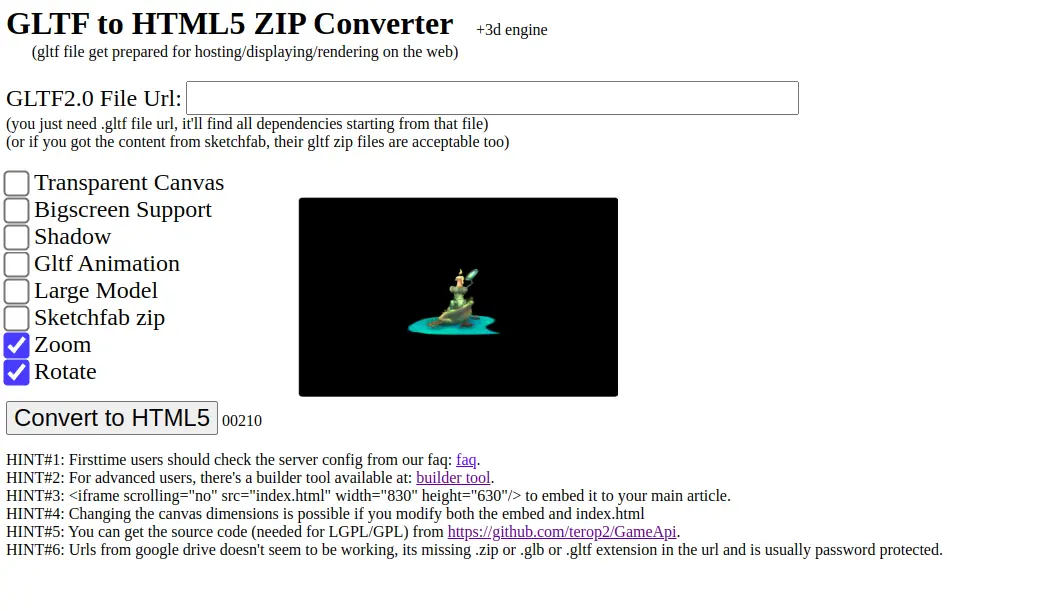 GLTF to HTML5 ZIP Converter +3d engine
(gltf file get prepared for hosting/displaying/rendering on the web)
GLTF2.0 File Url:
(you just need .gltf file url, it'll find all dependencies starting from that file)
(or if you got the content from sketchfab, their gltf zip files are acceptable too)
Transparent Canvas
Bigscreen Support
Shadow
Gltf Animation
Large Model
Sketchfab zip
Zoom
Rotate
Convert to HTML5 00210
HINT#1: Firsttime users should check the server config from our faq: faq.
HINT#2: For advanced users, there's a builder tool available at: builder tool.
HINT#3: <iframe scrolling="no" src="index.html" width="830" height="630"/> to embed it to your main article.
HINT#4: Changing the canvas dimensions is possible if you modify both the embed and index.html
HINT#5: You can get the source code (needed for LGPL/GPL) from https://github.com/terop2/GameApi.
HINT#6: Urls from google drive doesn't seem to be working, its missing .zip or .glb or .gltf extension in the url and is usually password protected.